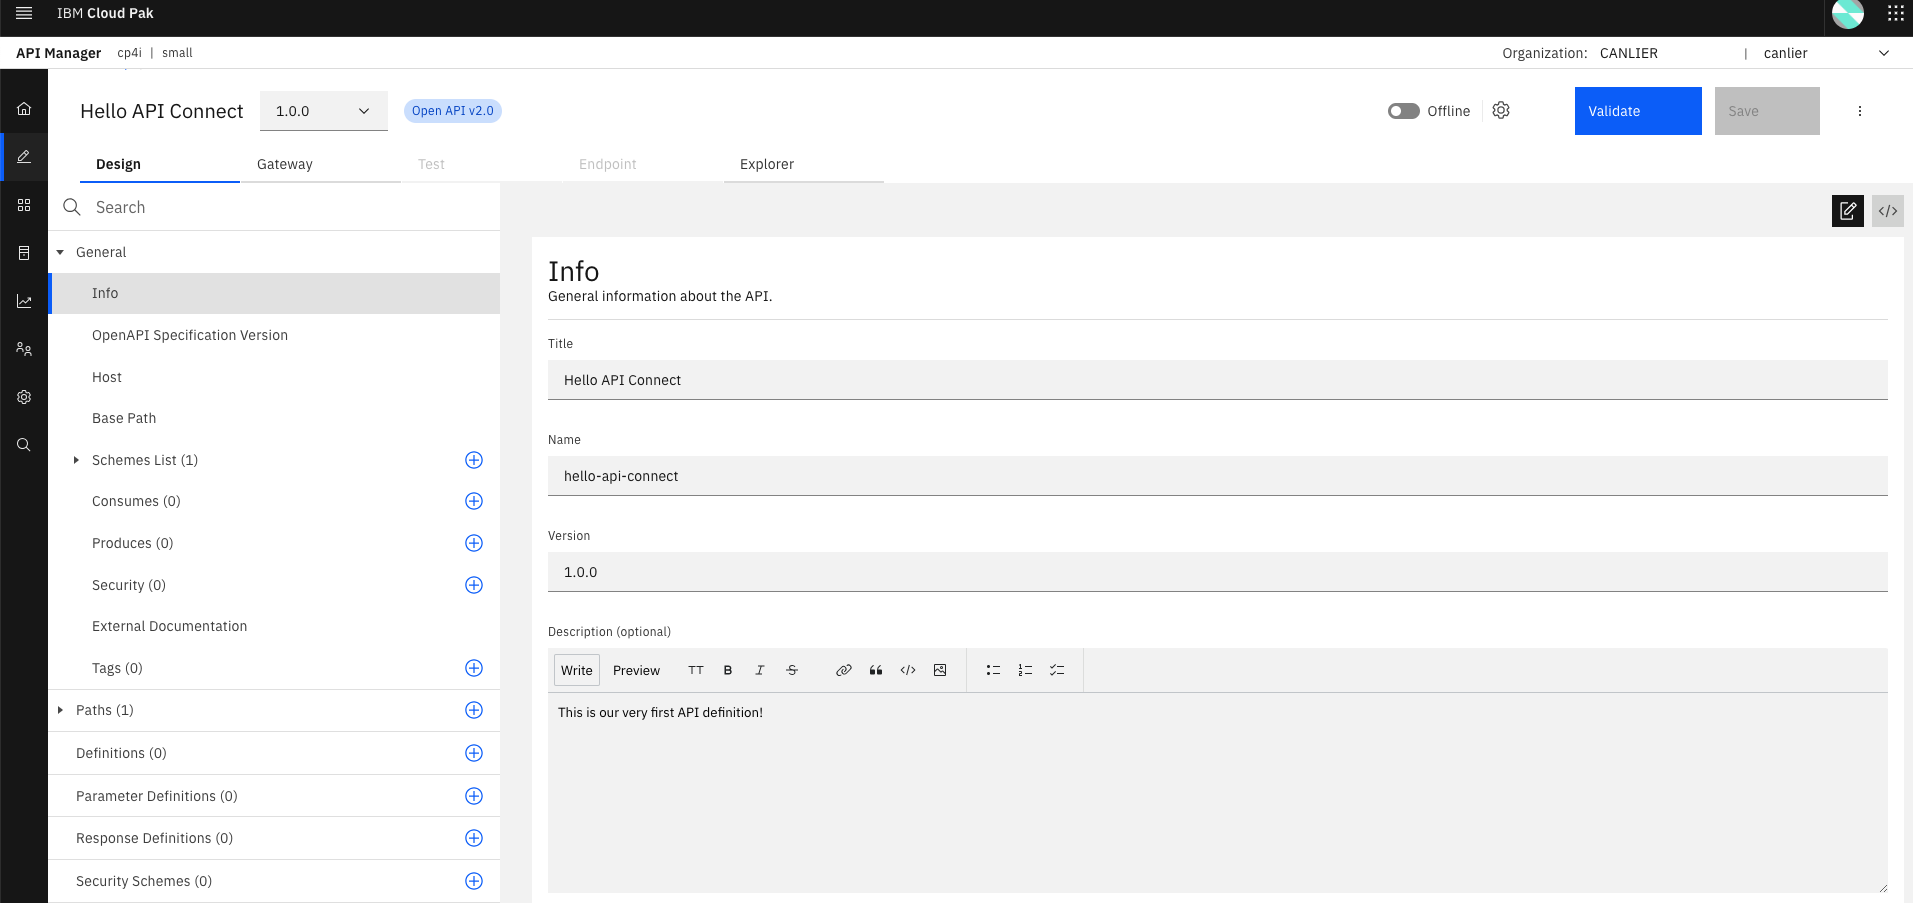 IBM Cloud Pak
API Manager cp4i | small
Organization: CANLIER | canlier
Hello API Connect 1.0.0 Open API v2.0
Offline Validate Save
Design Gateway Test Endpoint Explorer
Search
General
Info
OpenAPI Specification Version
Host
Base Path
Schemes List (1)
Consumes (0)
Produces (0)
Security (0)
External Documentation
Tags (0)
Paths (1)
Definitions (0)
Parameter Definitions (0)
Response Definitions (0)
Security Schemes (0)
</>
Info
General information about the API.
Title
Hello API Connect
Name
hello-api-connect
Version
1.0.0
Description (optional)
Write Preview TT B I S </>
This is our very first API definition!